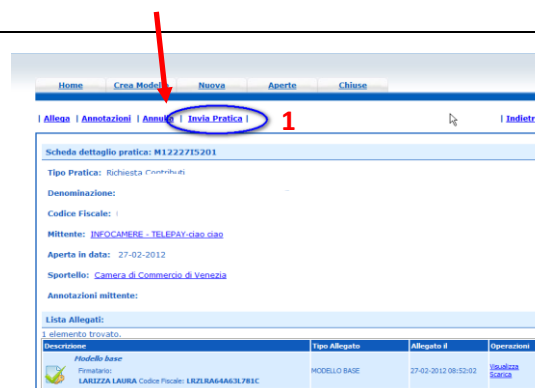 Home Crea Modello Nuova Aperte Chiuse
| Allega | Annotazioni | Annulla | Invia Pratica | 1 | Indietr
Scheda dettaglio pratica: M12227I5201
Tipo Pratica: Richiesta Contributi
Denominazione:
Codice Fiscale:
Mittente: INFOCAMERE - TELEPAY-ciao ciao
Aperta in data: 27-02-2012
Sportello: Camera di Commercio di Venezia
Annotazioni mittente:
Lista Allegati:
1 elemento trovato.
Descrizione Tipo Allegato Allegato il Operazioni
Modello base
Firmatario: MODELLO BASE 27-02-2012 08:52:02 Visualizza
LARIZZA LAURA Codice Fiscale: LRZLRA64A63L781C Scarica